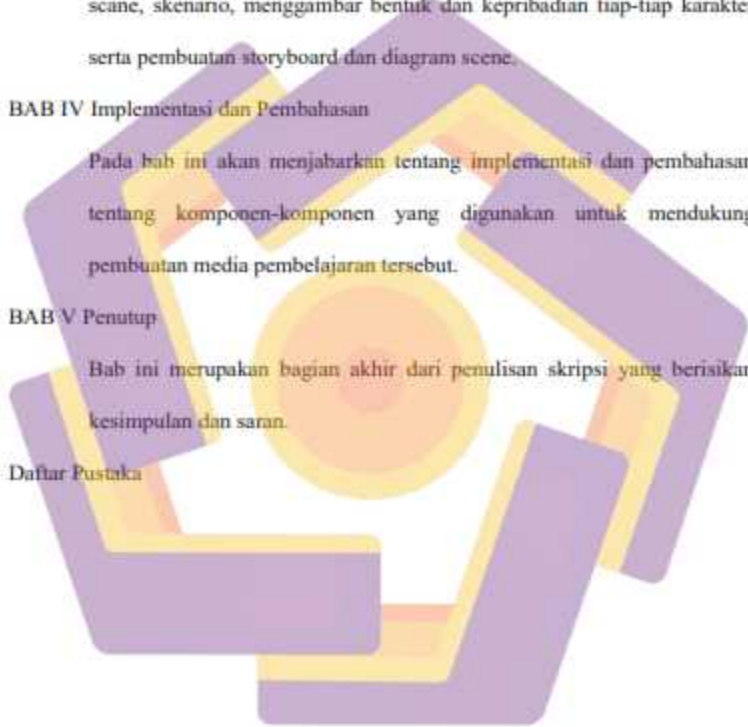 scane, skenario, menggambar bentuk dan kepribadian tiap-tiap karakter
serta pembuatan storyboard dan diagram scene.
BAB IV Implementasi dan Pembahasan
Pada bab ini akan menjabarkan tentang implementasi dan pembahasan
tentang komponen-komponen yang digunakan untuk mendukung
pembuatan media pembelajaran tersebut.
BAB V Penutup
Bab ini merupakan bagian akhir dari penulisan skripsi yang berisikan
kesimpulan dan saran.
Daftar Pustaka